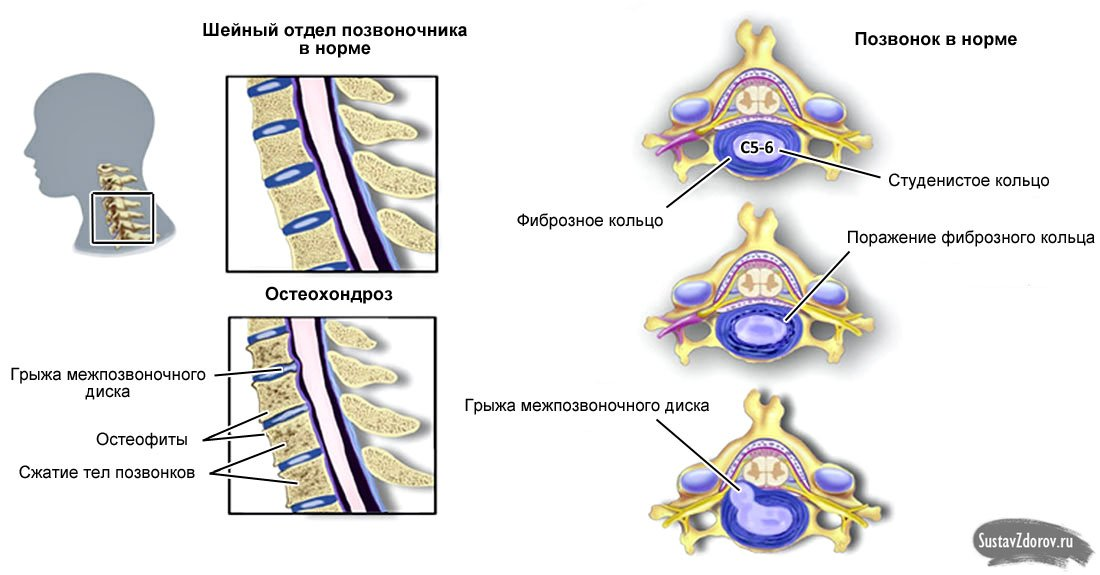 Шейный отдел позвоночника
в норме
Позвонок в норме
C5-6
Студенистое кольцо
Фиброзное кольцо
Поражение фиброзного кольца
Остеохондроз
Грыжа межпозвоночного
диска
Остеофиты
Сжатие тел позвонков
Грыжа межпозвоночного диска
SustavZdorov.ru